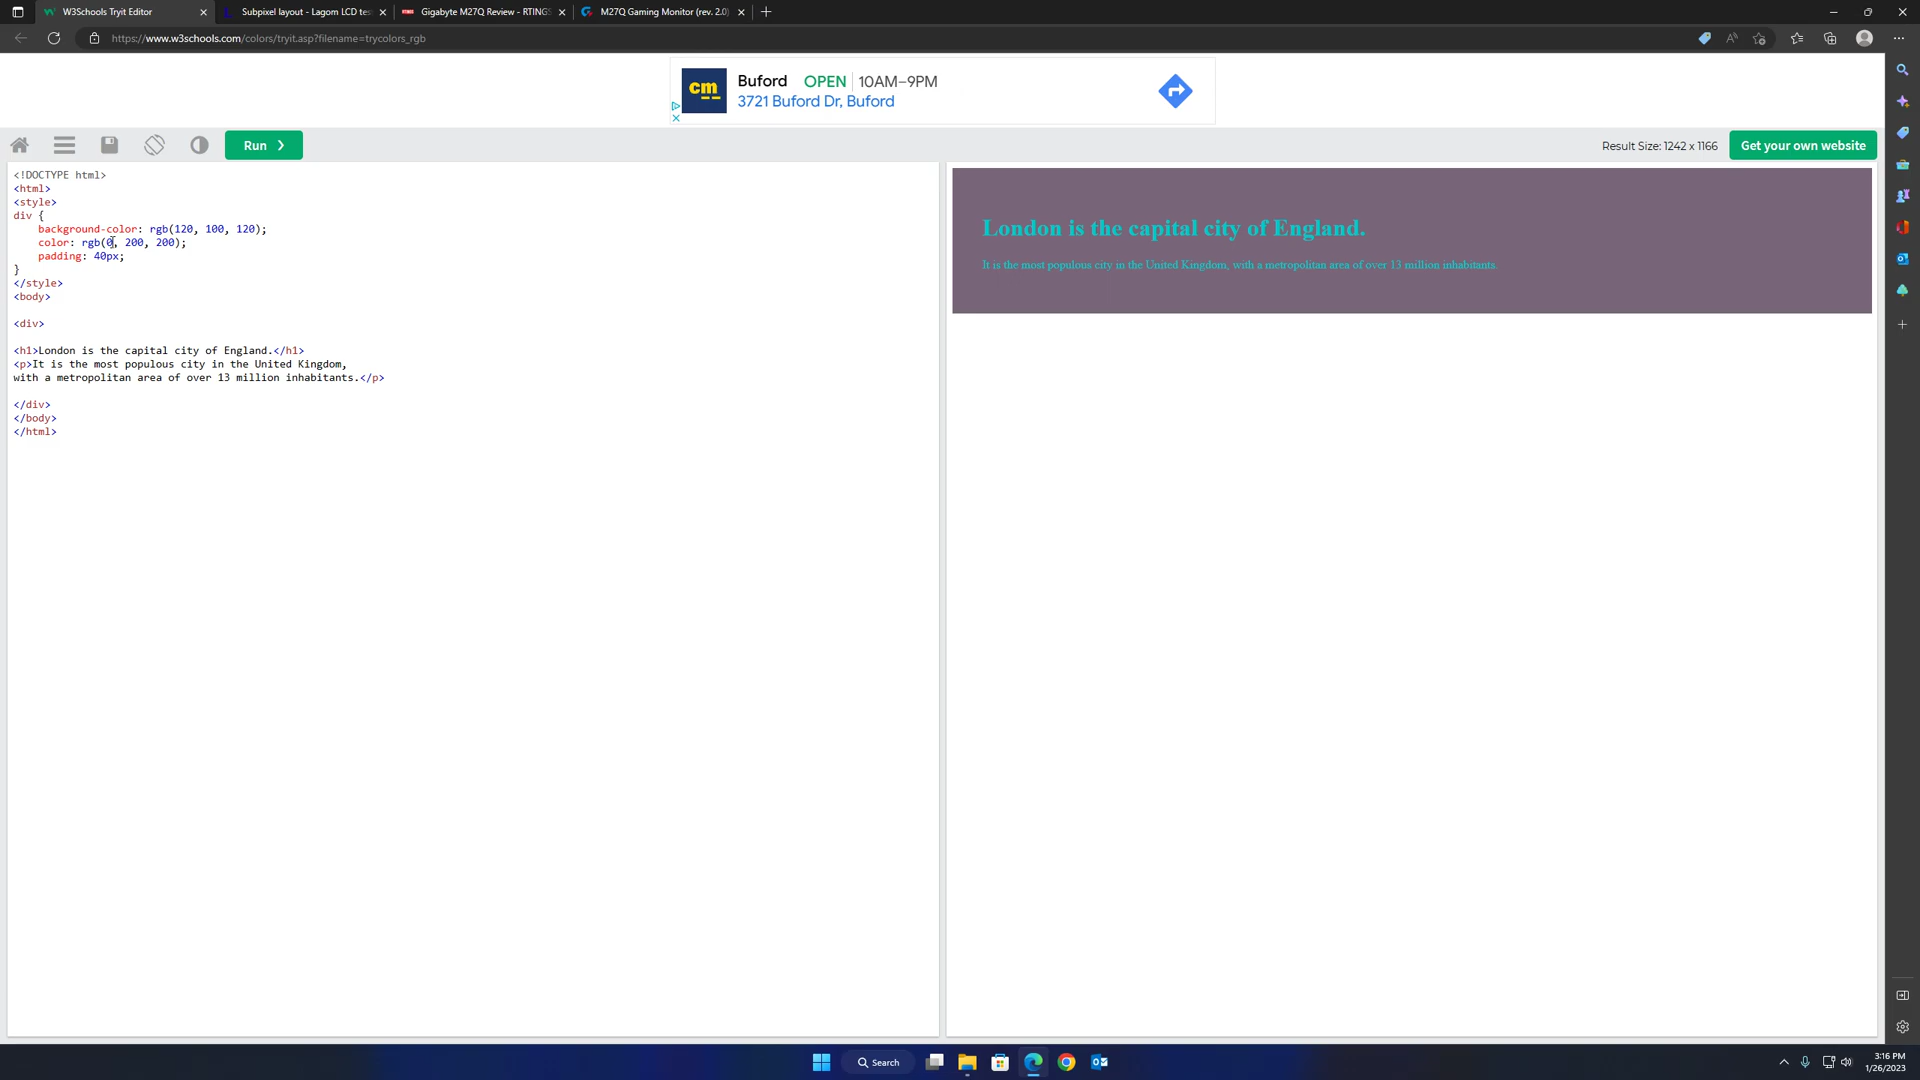 W3Schools Tryit Editor
Subpixel layout - Lagom LCD tes
Gigabyte M27Q Review - RTINGS
M27Q Gaming Monitor (rev. 2.0)
https://www.w3schools.com/colors/tryit.asp?filename=trycolors_rgb
cm
Buford OPEN 10AM–9PM
3721 Buford Dr, Buford
Run ❯
Result Size: 1242 x 1166
Get your own website
<!DOCTYPE html>
<html>
<style>
div {
    background-color: rgb(120, 100, 120);
    color: rgb(0, 200, 200);
    padding: 40px;
}
</style>
<body>
<div>
<h1>London is the capital city of England.</h1>
<p>It is the most populous city in the United Kingdom,
with a metropolitan area of over 13 million inhabitants.</p>
</div>
</body>
</html>
London is the capital city of England.
It is the most populous city in the United Kingdom, with a metropolitan area of over 13 million inhabitants.
Search
3:16 PM
1/26/2023